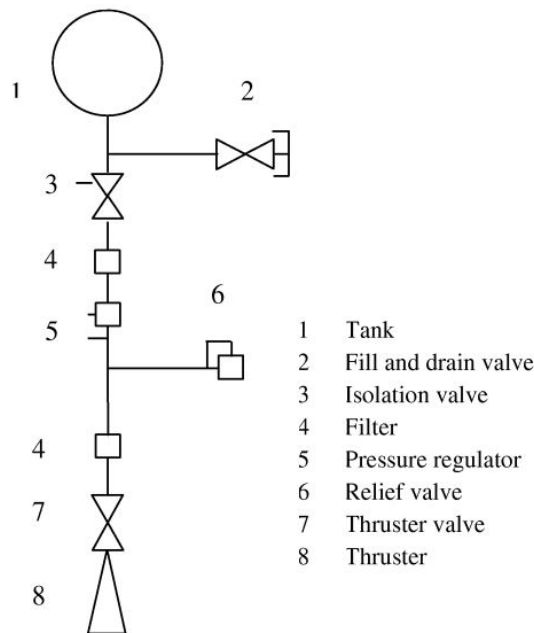 1
2
3
4
5
6
4
7
8
1 Tank
2 Fill and drain valve
3 Isolation valve
4 Filter
5 Pressure regulator
6 Relief valve
7 Thruster valve
8 Thruster